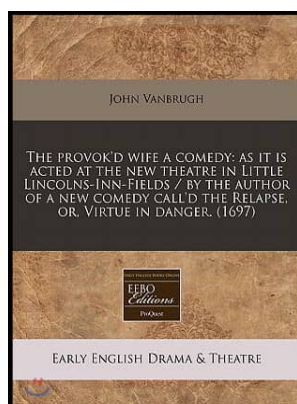 JOHN VANBRUGH
THE PROVOK'D WIFE A COMEDY: AS IT IS
ACTED AT THE NEW THEATRE IN LITTLE
LINCOLNS-INN-FIELDS / BY THE AUTHOR
OF A NEW COMEDY CALL'D THE RELAPSE,
OR, VIRTUE IN DANGER. (1697)
EEBO
Editions
ProQuest
EARLY ENGLISH DRAMA & THEATRE